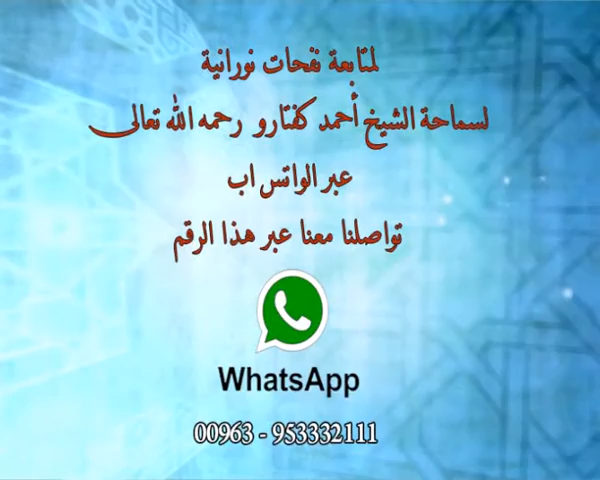 لمتابعة نفحات نورانية
لسماحة الشيخ أحمد كفتارو رحمه الله تعالى
عبر الواتس اب
تواصلنا معنا عبر هذا الرقم
WhatsApp
00963 - 953332111